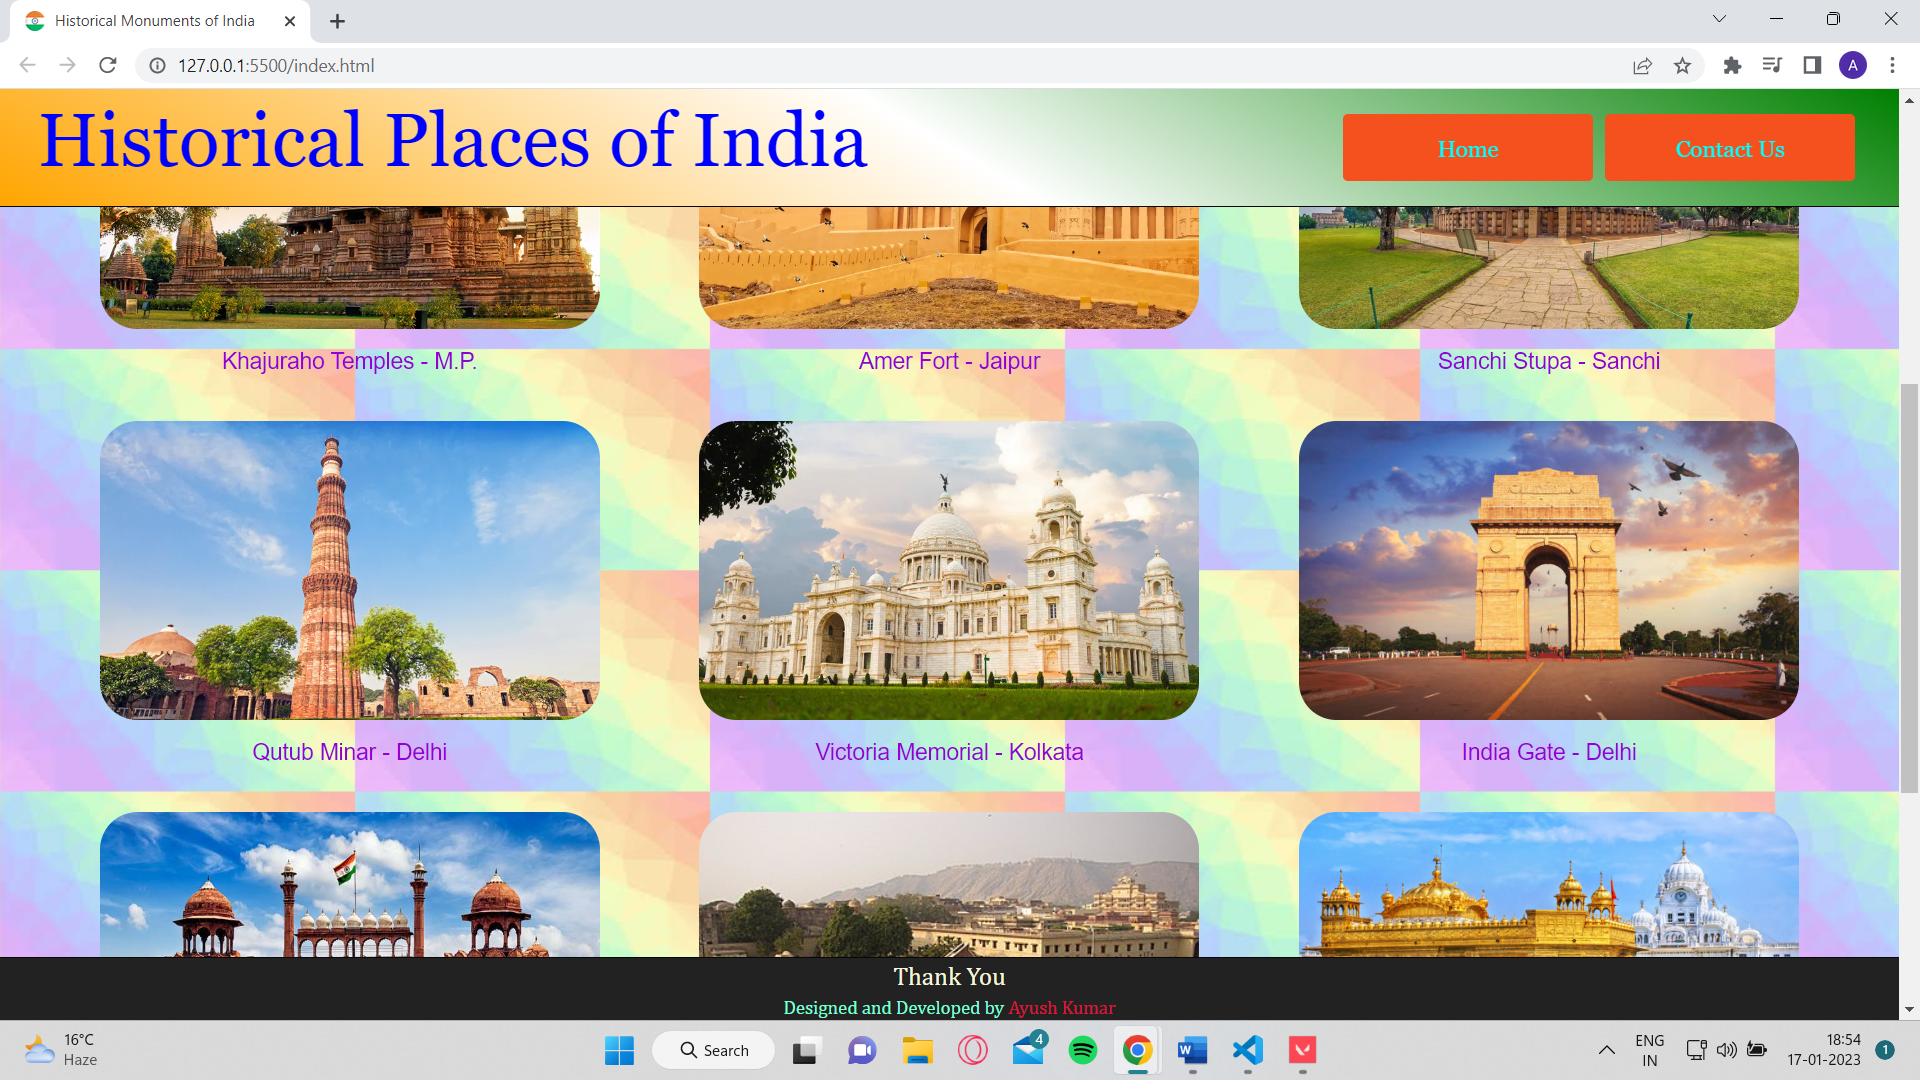 Historical Monuments of India
127.0.0.1:5500/index.html
A
Historical Places of India
Home
Contact Us
Khajuraho Temples - M.P.
Amer Fort - Jaipur
Sanchi Stupa - Sanchi
Qutub Minar - Delhi
Victoria Memorial - Kolkata
India Gate - Delhi
Thank You
Designed and Developed by Ayush Kumar
16°C
Haze
Search
4
W
ENG
IN
18:54
17-01-2023
1